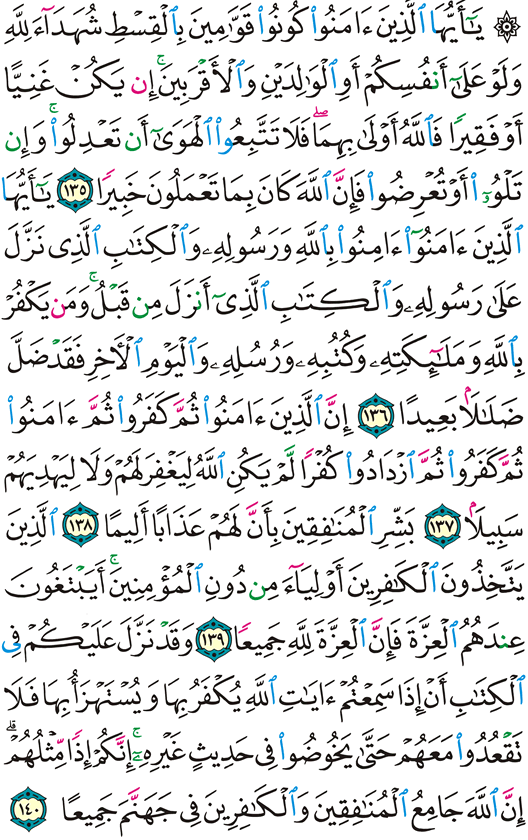 ۞ يَـٰٓأَيُّهَا ٱلَّذِينَ ءَامَنُوا۟ كُونُوا۟ قَوَّٰمِينَ بِٱلْقِسْطِ شُهَدَآءَ لِلَّهِ
وَلَوْ عَلَىٰٓ أَنفُسِكُمْ أَوِ ٱلْوَٰلِدَيْنِ وَٱلْأَقْرَبِينَ ۚ إِن يَكُنْ غَنِيًّا
أَوْ فَقِيرًا فَٱللَّهُ أَوْلَىٰ بِهِمَا ۖ فَلَا تَتَّبِعُوا۟ ٱلْهَوَىٰٓ أَن تَعْدِلُوا۟ ۚ وَإِن
تَلْوُۥٓا۟ أَوْ تُعْرِضُوا۟ فَإِنَّ ٱللَّهَ كَانَ بِمَا تَعْمَلُونَ خَبِيرًا ١٣٥ يَـٰٓأَيُّهَا
ٱلَّذِينَ ءَامَنُوٓا۟ ءَامِنُوا۟ بِٱللَّهِ وَرَسُولِهِۦ وَٱلْكِتَـٰبِ ٱلَّذِى نَزَّلَ
عَلَىٰ رَسُولِهِۦ وَٱلْكِتَـٰبِ ٱلَّذِىٓ أَنزَلَ مِن قَبْلُ ۚ وَمَن يَكْفُرْ
بِٱللَّهِ وَمَلَـٰٓئِكَتِهِۦ وَكُتُبِهِۦ وَرُسُلِهِۦ وَٱلْيَوْمِ ٱلْـَٔاخِرِ فَقَدْ ضَلَّ
ضَلَـٰلًۢا بَعِيدًا ١٣٦ إِنَّ ٱلَّذِينَ ءَامَنُوا۟ ثُمَّ كَفَرُوا۟ ثُمَّ ءَامَنُوا۟
ثُمَّ كَفَرُوا۟ ثُمَّ ٱزْدَادُوا۟ كُفْرًا لَّمْ يَكُنِ ٱللَّهُ لِيَغْفِرَ لَهُمْ وَلَا لِيَهْدِيَهُمْ
سَبِيلًۢا ١٣٧ بَشِّرِ ٱلْمُنَـٰفِقِينَ بِأَنَّ لَهُمْ عَذَابًا أَلِيمًا ١٣٨ ٱلَّذِينَ
يَتَّخِذُونَ ٱلْكَـٰفِرِينَ أَوْلِيَآءَ مِن دُونِ ٱلْمُؤْمِنِينَ ۚ أَيَبْتَغُونَ
عِندَهُمُ ٱلْعِزَّةَ فَإِنَّ ٱلْعِزَّةَ لِلَّهِ جَمِيعًا ١٣٩ وَقَدْ نَزَّلَ عَلَيْكُمْ فِى
ٱلْكِتَـٰبِ أَنْ إِذَا سَمِعْتُمْ ءَايَـٰتِ ٱللَّهِ يُكْفَرُ بِهَا وَيُسْتَهْزَأُ بِهَا فَلَا
تَقْعُدُوا۟ مَعَهُمْ حَتَّىٰ يَخُوضُوا۟ فِى حَدِيثٍ غَيْرِهِۦٓ ۚ إِنَّكُمْ إِذًا مِّثْلُهُمْ ۗ
إِنَّ ٱللَّهَ جَامِعُ ٱلْمُنَـٰفِقِينَ وَٱلْكَـٰفِرِينَ فِى جَهَنَّمَ جَمِيعًا ١٤٠